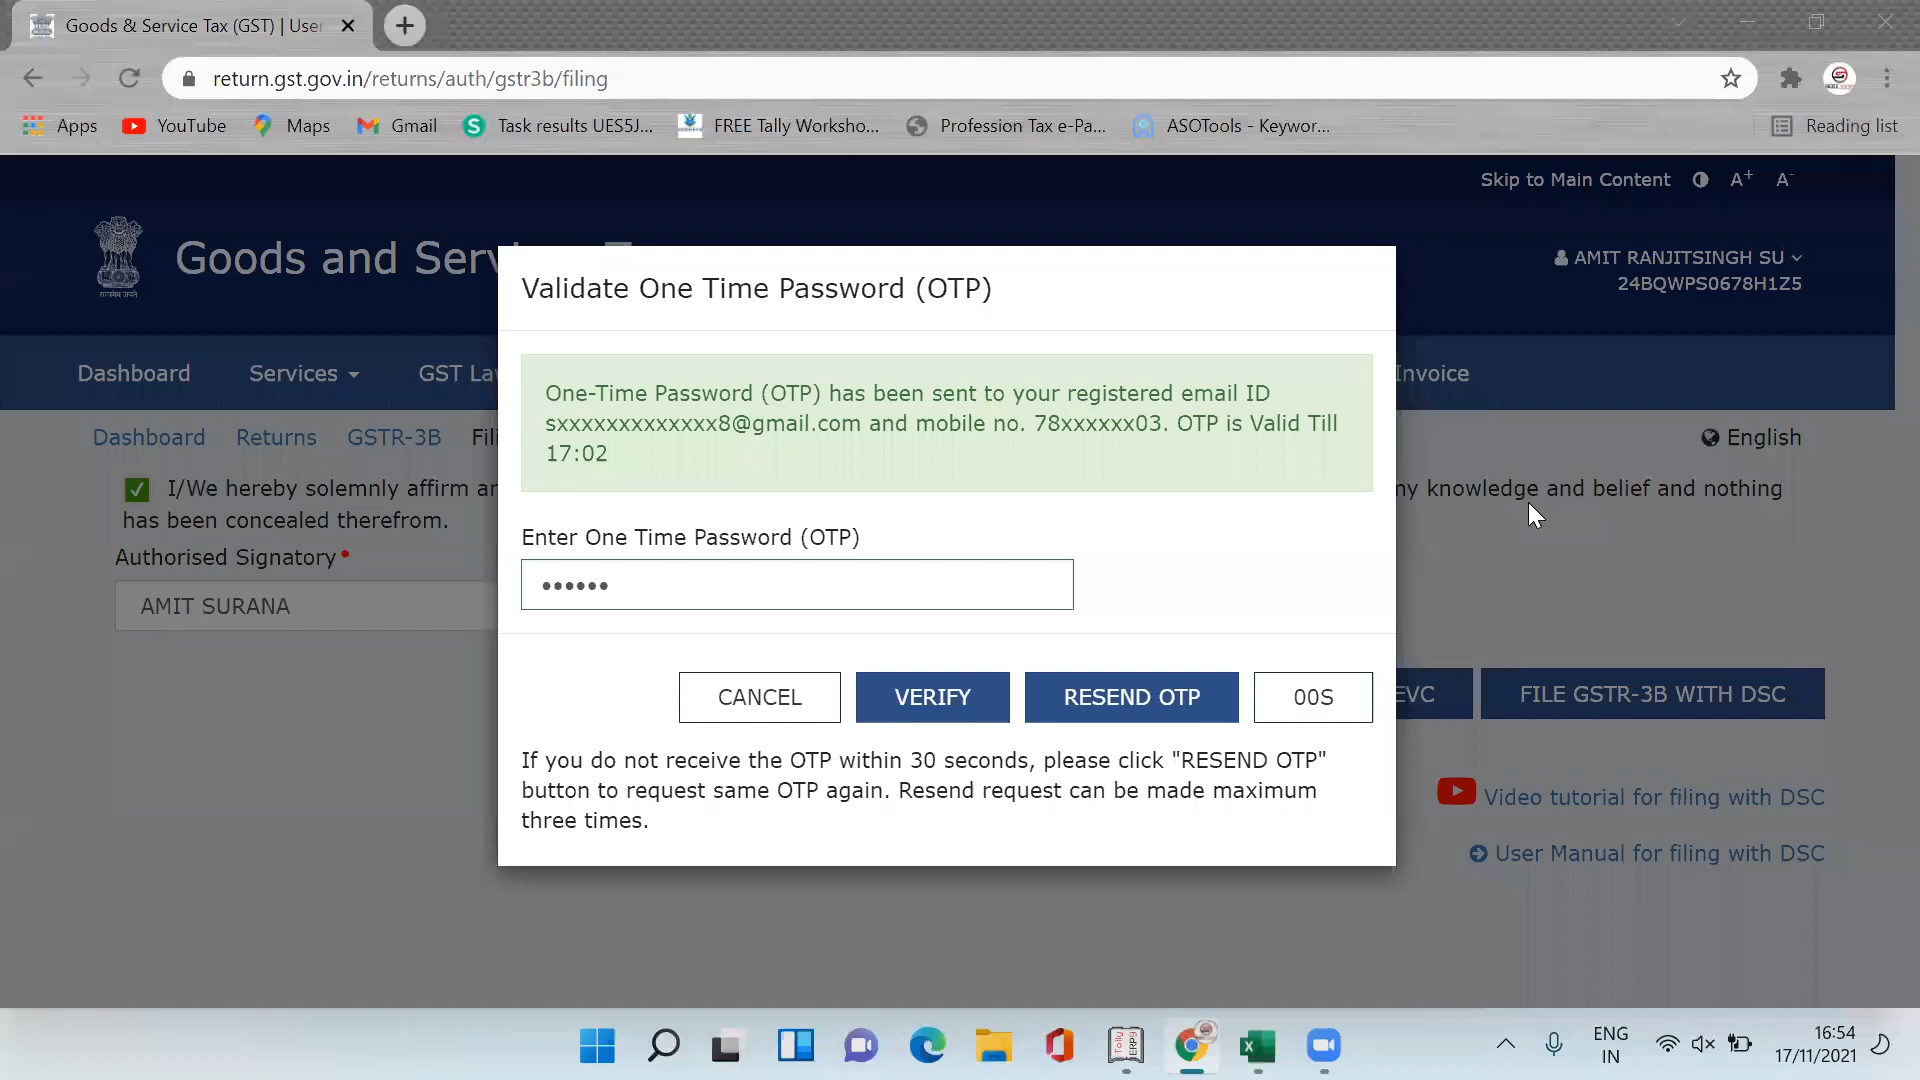 Goods & Service Tax (GST) | User
return.gst.gov.in/returns/auth/gstr3b/filing
Apps
YouTube
Maps
Gmail
Task results UES5J...
FREE Tally Worksho...
Profession Tax e-Pa...
ASOTools - Keywor...
Reading list
Skip to Main Content
A+
A-
सत्यमेव जयते
Goods and Serv
AMIT RANJITSINGH SU
24BQWPS0678H1Z5
Dashboard
Services
GST La
Invoice
Dashboard
Returns
GSTR-3B
Fili
English
I/We hereby solemnly affirm an
my knowledge and belief and nothing
has been concealed therefrom.
Authorised Signatory
AMIT SURANA
Validate One Time Password (OTP)
One-Time Password (OTP) has been sent to your registered email ID
sxxxxxxxxxxxxx8@gmail.com and mobile no. 78xxxxxx03. OTP is Valid Till
17:02
Enter One Time Password (OTP)
••••••
CANCEL
VERIFY
RESEND OTP
00S
EVC
FILE GSTR-3B WITH DSC
If you do not receive the OTP within 30 seconds, please click "RESEND OTP"
button to request same OTP again. Resend request can be made maximum
three times.
Video tutorial for filing with DSC
User Manual for filing with DSC
Tally
ERP9
ENG
IN
16:54
17/11/2021